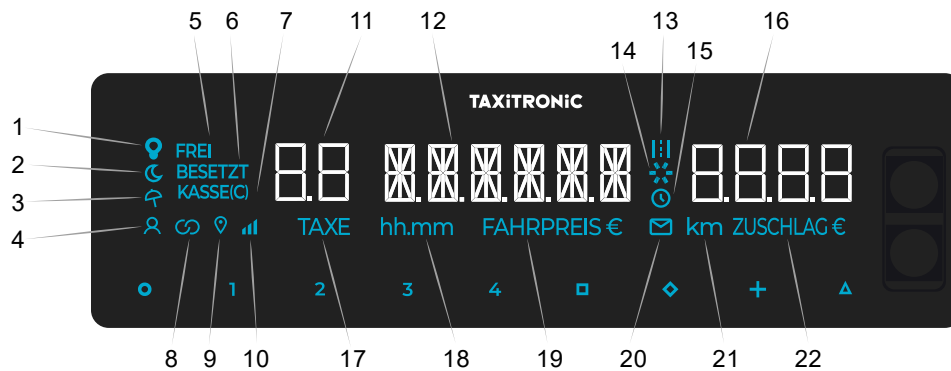 5 6 7 11 12 13 16
14 15
TAXiTRONiC
1
2
3
4
FREI
BESETZT
KASSE(C)
8.8 8.8.8.8.8.8 8.8.8.8
TAXE hh.mm FAHRPREIS € km ZUSCHLAG €
1 2 3 4
8 9 10 17 18 19 20 21 22